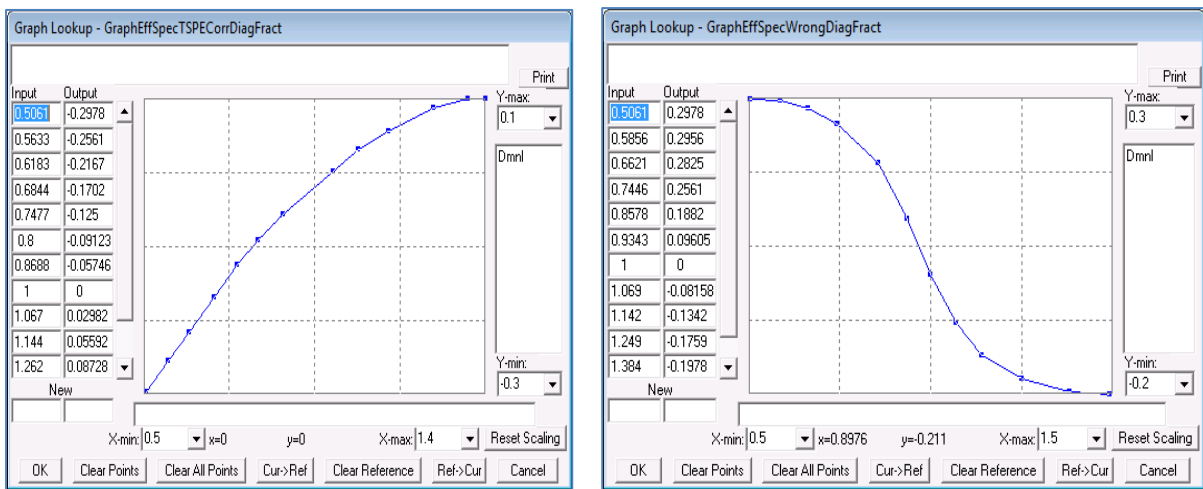 Graph Lookup - GraphEffSpecTSPECorrDiagFract
Print
Input Output
0.5061 -0.2978
0.5633 -0.2561
0.6183 -0.2167
0.6844 -0.1702
0.7477 -0.125
0.8 -0.09123
0.8688 -0.05746
1 0
1.067 0.02982
1.144 0.05592
1.262 0.08728
New
Y-max:
0.1
Dmnl
Y-min:
-0.3
X-min: 0.5 x=0 y=0 X-max: 1.4 Reset Scaling
OK Clear Points Clear All Points Cur->Ref Clear Reference Ref->Cur Cancel
Graph Lookup - GraphEffSpecWrongDiagFract
Print
Input Output
0.5061 0.2978
0.5856 0.2956
0.6621 0.2825
0.7446 0.2561
0.8578 0.1882
0.9343 0.09605
1 0
1.069 -0.08158
1.142 -0.1342
1.249 -0.1759
1.384 -0.1978
New
Y-max:
0.3
Dmnl
Y-min:
-0.2
X-min: 0.5 x=0.8976 y=-0.211 X-max: 1.5 Reset Scaling
OK Clear Points Clear All Points Cur->Ref Clear Reference Ref->Cur Cancel